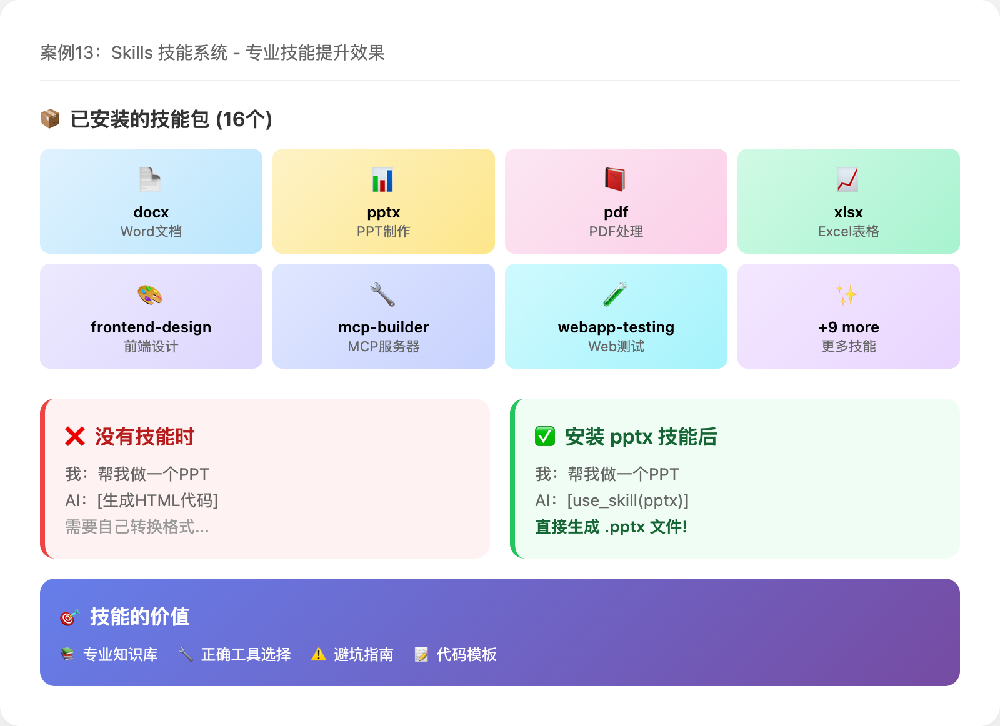 案例13：Skills 技能系统 - 专业技能提升效果
📦 已安装的技能包 (16个)
docx
Word文档
pptx
PPT制作
pdf
PDF处理
xlsx
Excel表格
frontend-design
前端设计
mcp-builder
MCP服务器
webapp-testing
Web测试
+9 more
更多技能
❌ 没有技能时
我：帮我做一个PPT
AI：[生成HTML代码]
需要自己转换格式...
✅ 安装 pptx 技能后
我：帮我做一个PPT
AI：[use_skill(pptx)]
直接生成 .pptx 文件!
🎯 技能的价值
📚 专业知识库 🔧 正确工具选择 ⚠️ 避坑指南 📝 代码模板